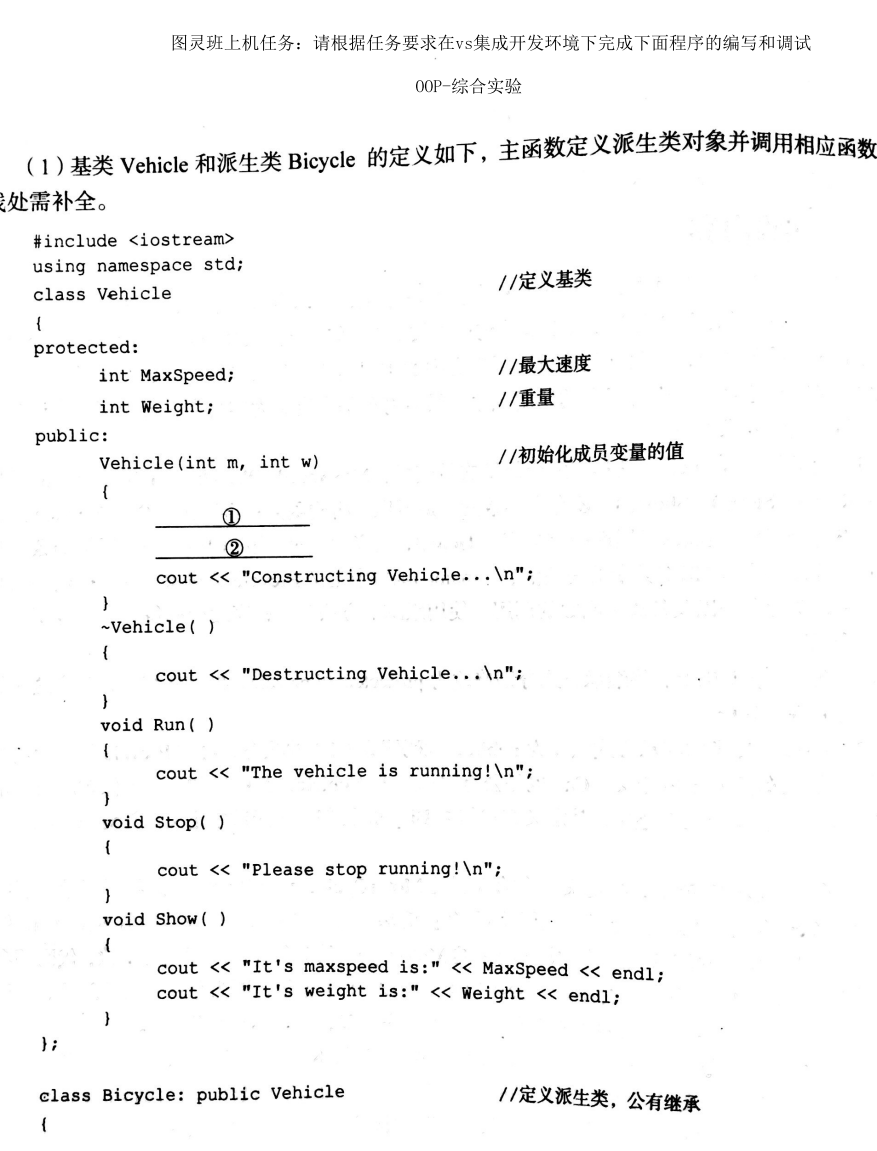 图灵班上机任务：请根据任务要求在vs集成开发环境下完成下面程序的编写和调试
OOP-综合实验
（1）基类 Vehicle 和派生类 Bicycle 的定义如下，主函数定义派生类对象并调用相应函数
处需补全。
#include <iostream>
using namespace std;
class Vehicle //定义基类
{
protected:
int MaxSpeed; //最大速度
int Weight; //重量
public:
Vehicle(int m, int w) //初始化成员变量的值
{
①
②
cout << "Constructing Vehicle...\n";
}
~Vehicle( )
{
cout << "Destructing Vehicle...\n";
}
void Run( )
{
cout << "The vehicle is running!\n";
}
void Stop( )
{
cout << "Please stop running!\n";
}
void Show( )
{
cout << "It's maxspeed is:" << MaxSpeed << endl;
cout << "It's weight is:" << Weight << endl;
}
};
class Bicycle: public Vehicle //定义派生类，公有继承
{